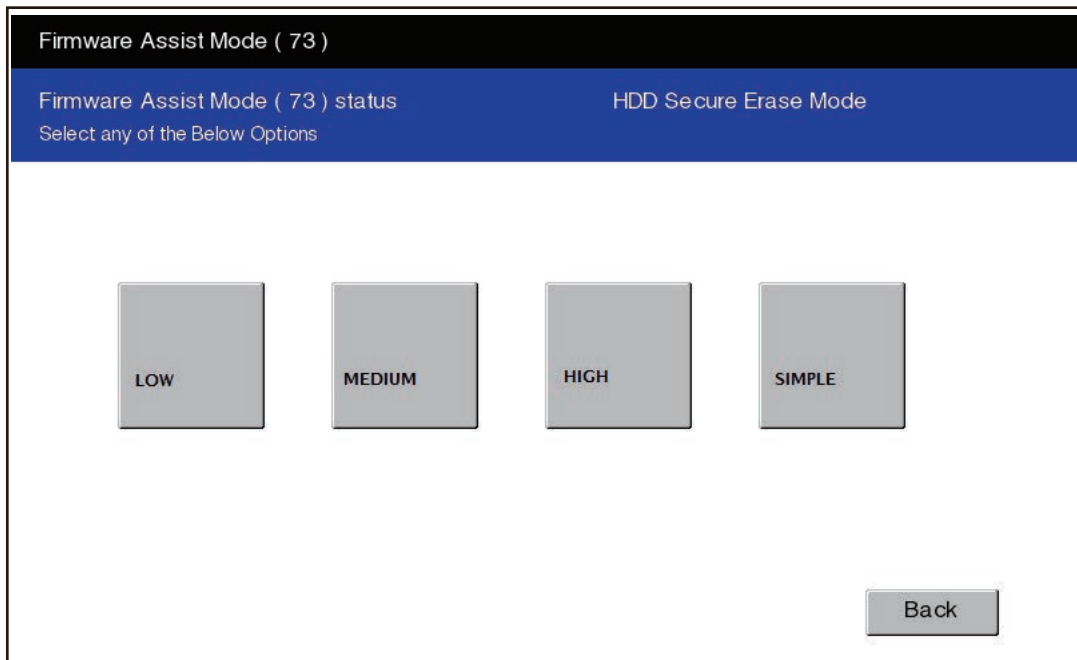 Firmware Assist Mode ( 73 )
Firmware Assist Mode ( 73 ) status
HDD Secure Erase Mode
Select any of the Below Options
LOW
MEDIUM
HIGH
SIMPLE
Back